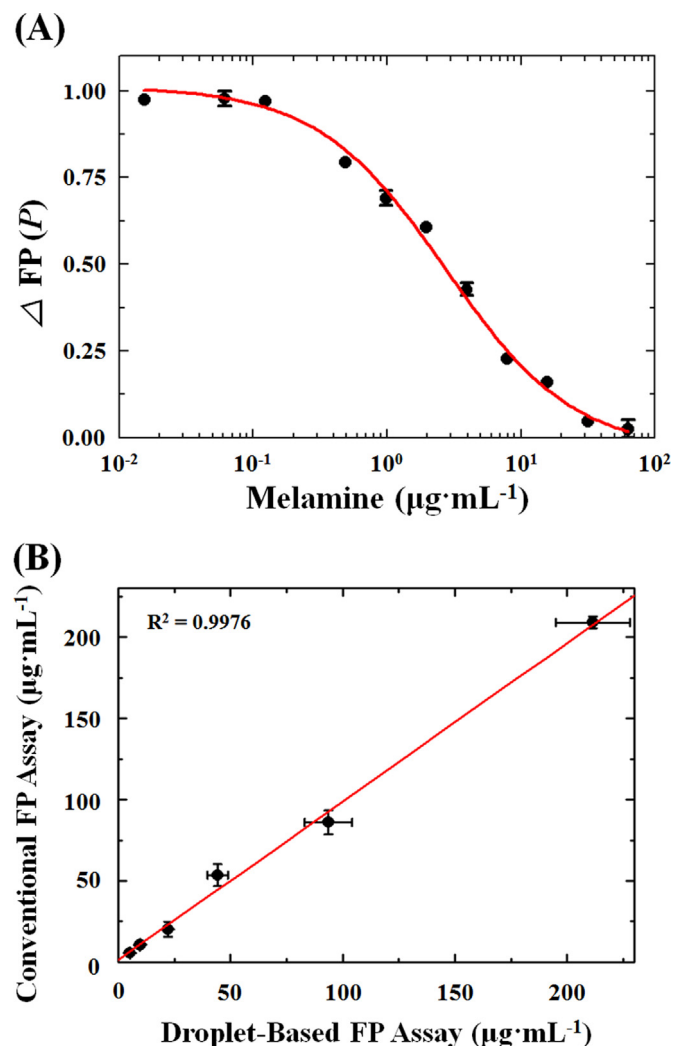 (A)
1.00
0.75
0.50
0.25
0.00
△ FP (P)
10⁻² 10⁻¹ 10⁰ 10¹ 10²
Melamine (μg·mL⁻¹)
(B)
R² = 0.9976
200
150
100
50
0
Conventional FP Assay (μg·mL⁻¹)
0 50 100 150 200
Droplet-Based FP Assay (μg·mL⁻¹)